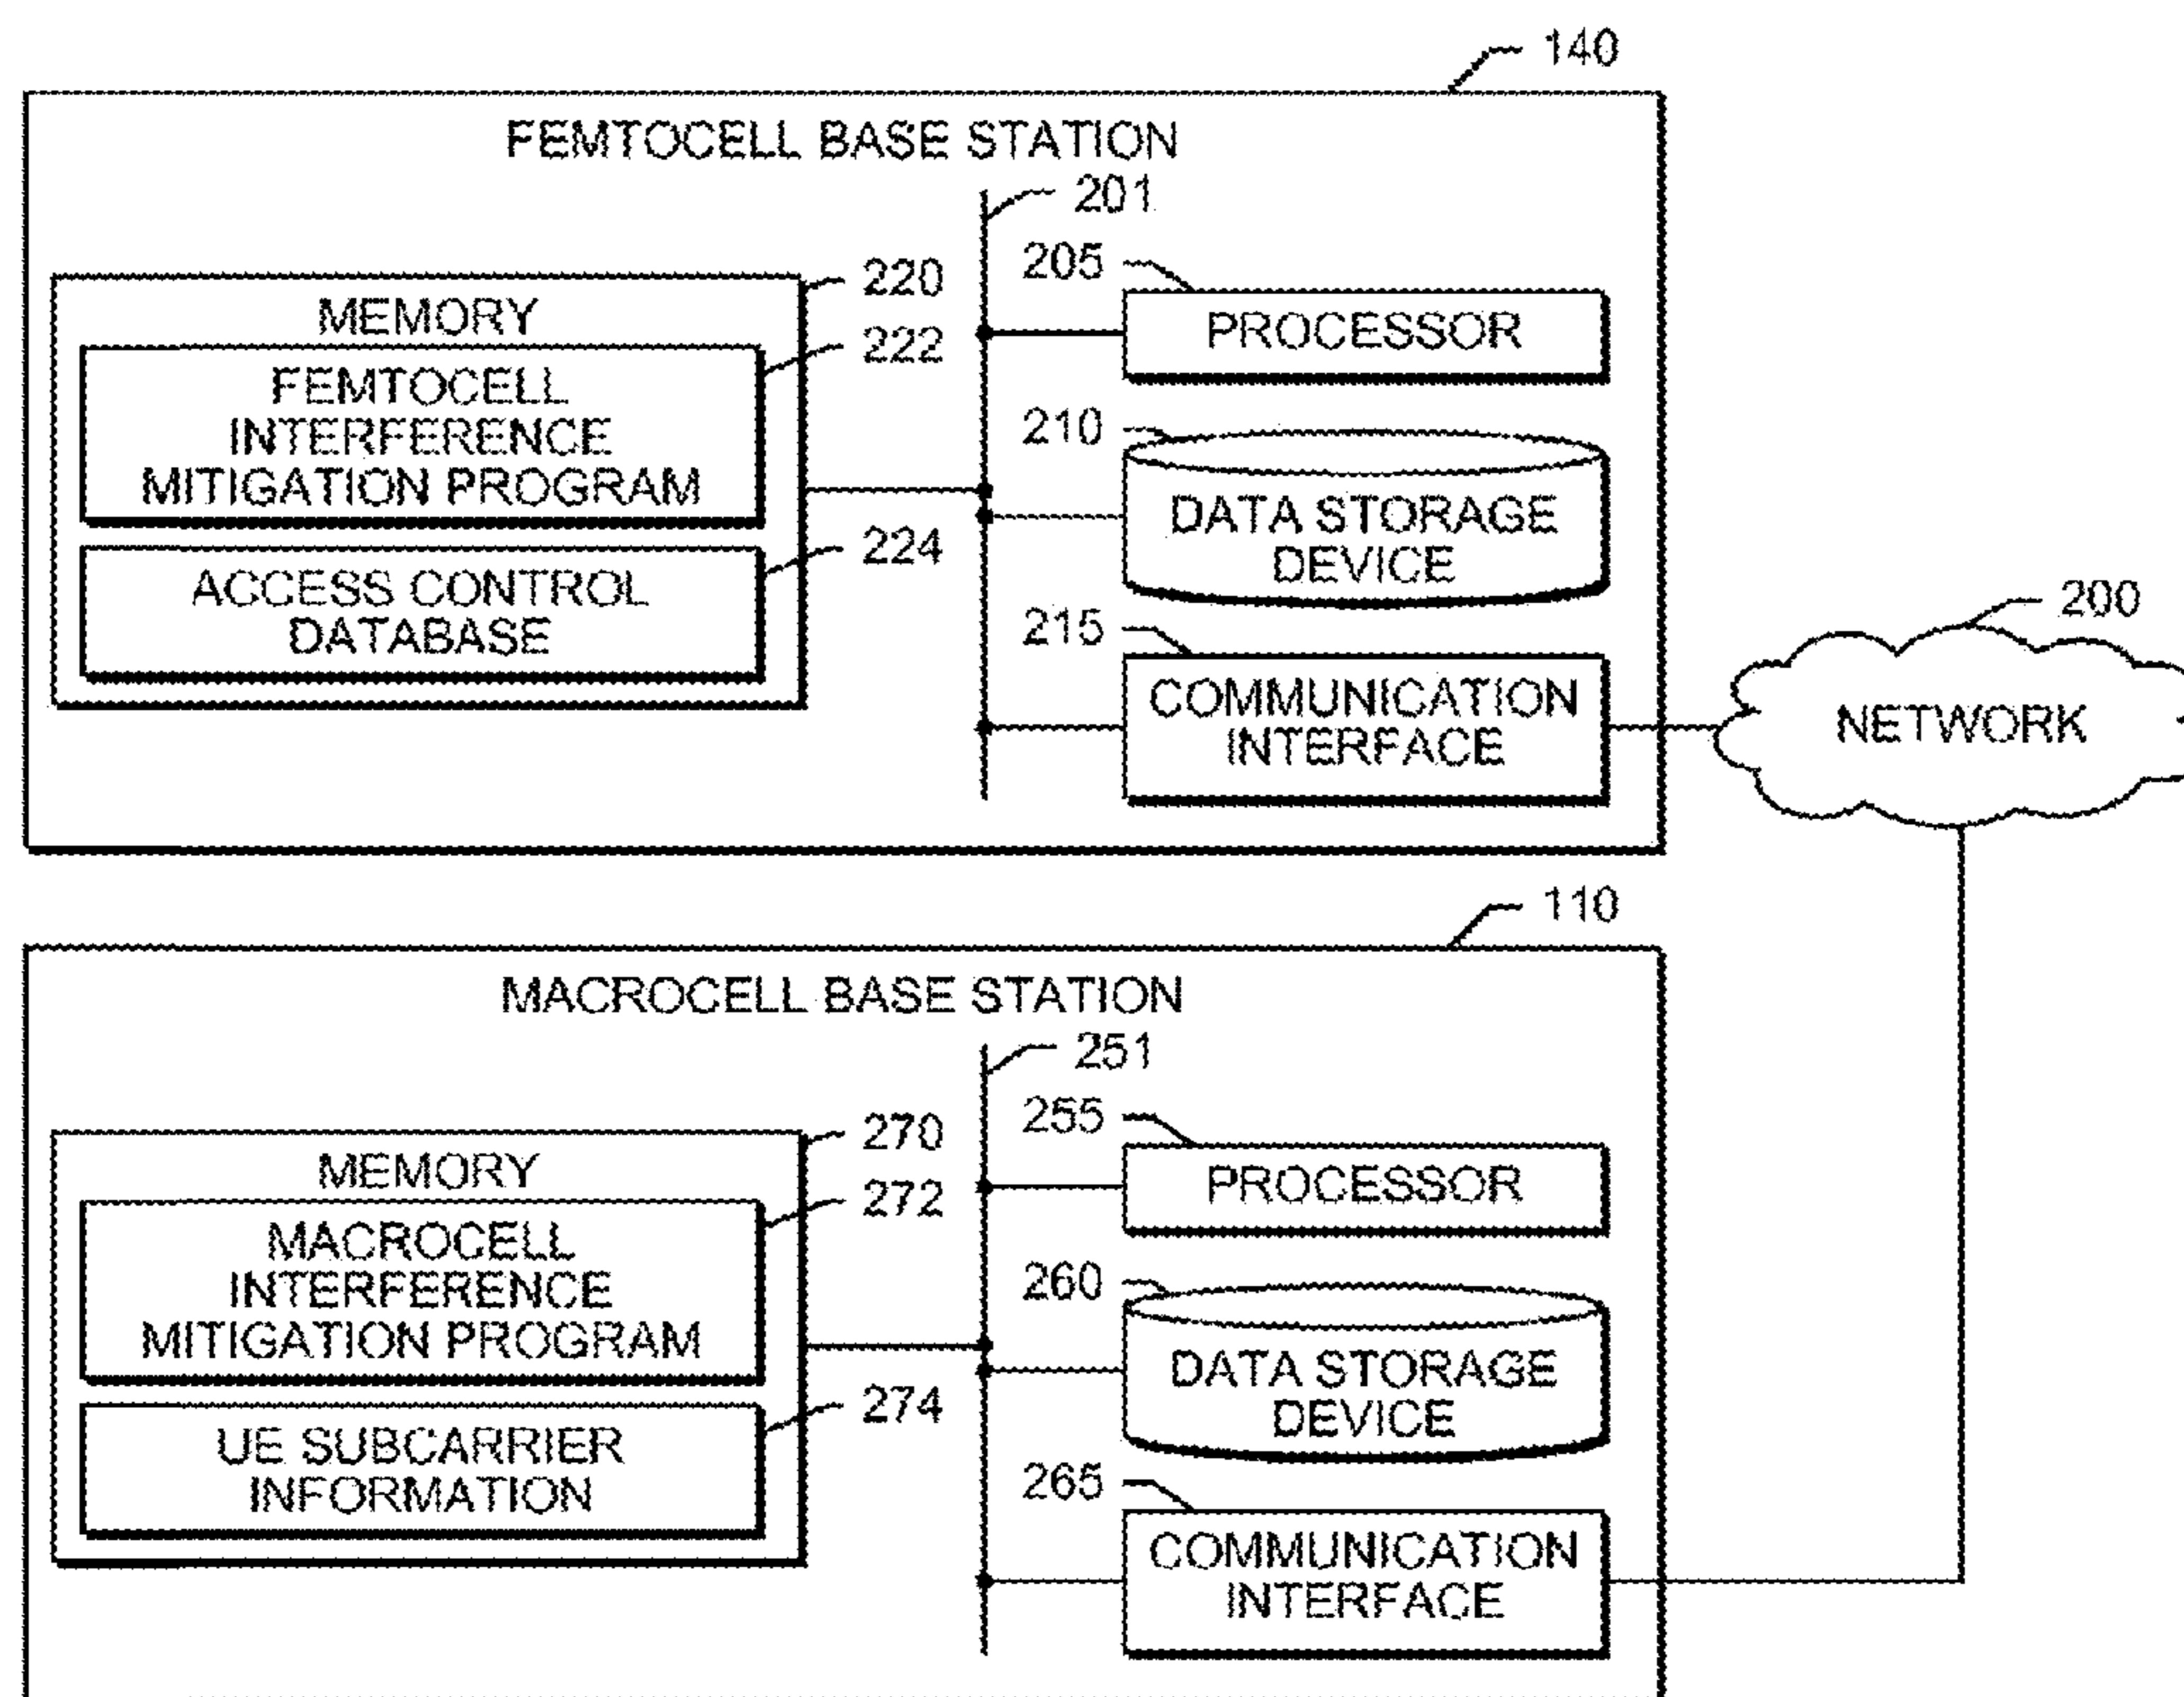 140
FEMTOCELL BASE STATION
201
220
MEMORY
222
FEMTOCELL
INTERFERENCE
MITIGATION PROGRAM
224
ACCESS CONTROL
DATABASE
205
PROCESSOR
210
DATA STORAGE
DEVICE
215
COMMUNICATION
INTERFACE
200
NETWORK
110
MACROCELL BASE STATION
251
270
MEMORY
272
MACROCELL
INTERFERENCE
MITIGATION PROGRAM
274
UE SUBCARRIER
INFORMATION
255
PROCESSOR
260
DATA STORAGE
DEVICE
265
COMMUNICATION
INTERFACE